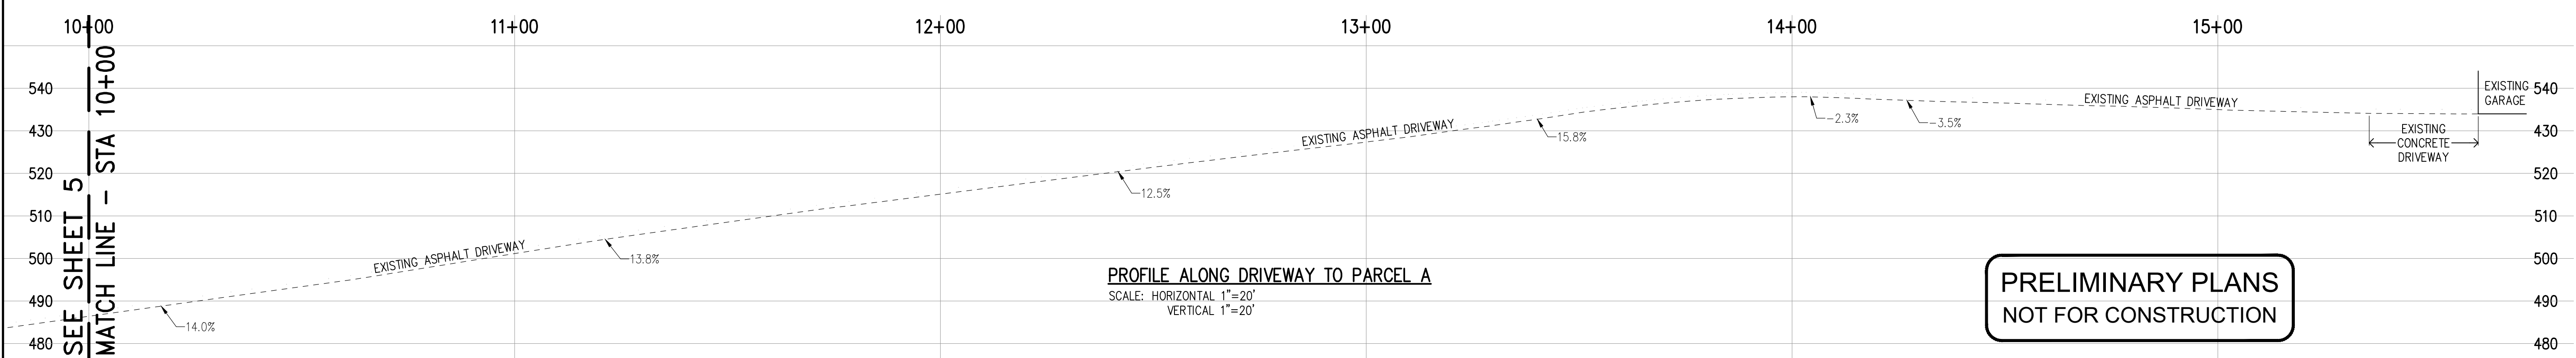 10+00 11+00 12+00 13+00 14+00 15+00
SEE SHEET 5
MATCH LINE - STA 10+00
540
430
520
510
500
490
480
EXISTING ASPHALT DRIVEWAY
14.0%
13.8%
12.5%
EXISTING ASPHALT DRIVEWAY
15.8%
-2.3%
-3.5%
EXISTING ASPHALT DRIVEWAY
EXISTING
CONCRETE
DRIVEWAY
EXISTING
GARAGE
540
430
520
510
500
490
480
PROFILE ALONG DRIVEWAY TO PARCEL A
SCALE: HORIZONTAL 1"=20'
VERTICAL 1"=20'
PRELIMINARY PLANS
NOT FOR CONSTRUCTION